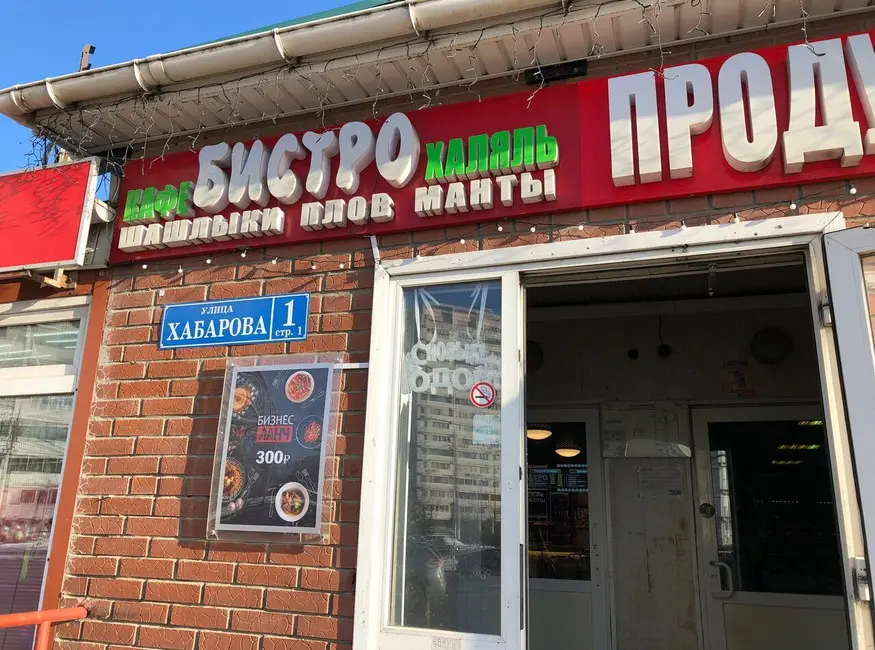 КАФЕ БИСТРО ХАЛЯЛЬ
ШАШЛЫКИ ПЛОВ МАНТЫ
ПРОДУ
УЛИЦА
ХАБАРОВА 1
стр. 1
БИЗНЕС
ЛАНЧ
300Р